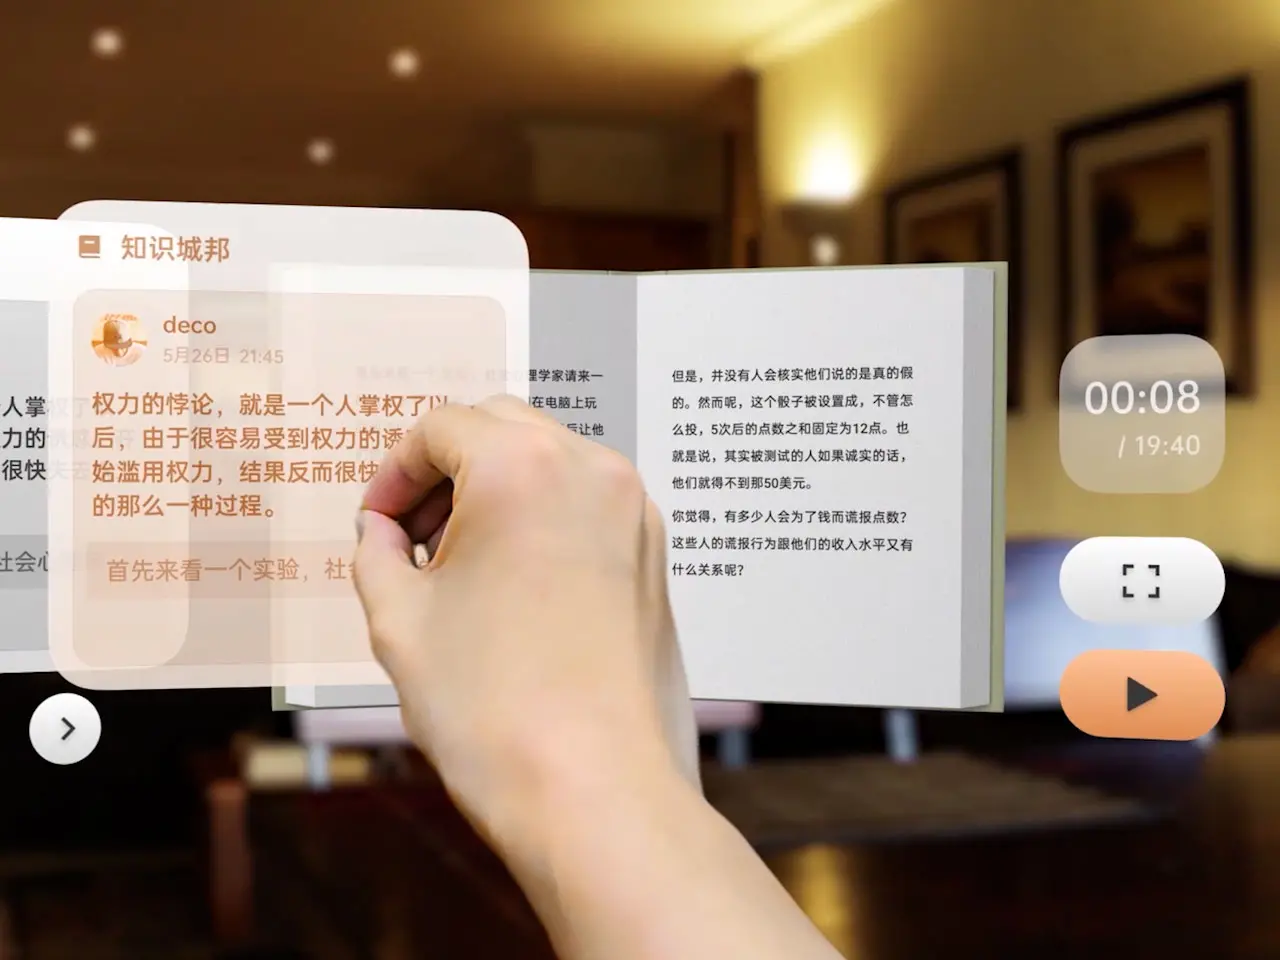 知识城邦
deco
5月26日 21:45
权力的悖论，就是一个人掌权了以
后，由于很容易受到权力的诱
始滥用权力，结果反而很快
的那么一种过程。
首先来看一个实验，社
人掌
力的
很快
社会心
理学家请来一
在电脑上玩
后让他
但是，并没有人会核实他们说的是真的假
的。然而呢，这个骰子被设置成，不管怎
么投，5次后的点数之和固定为12点。也
就是说，其实被测试的人如果诚实的话，
他们就得不到那50美元。
你觉得，有多少人会为了钱而谎报点数？
这些人的谎报行为跟他们的收入水平又有
什么关系呢？
00:08
/ 19:40